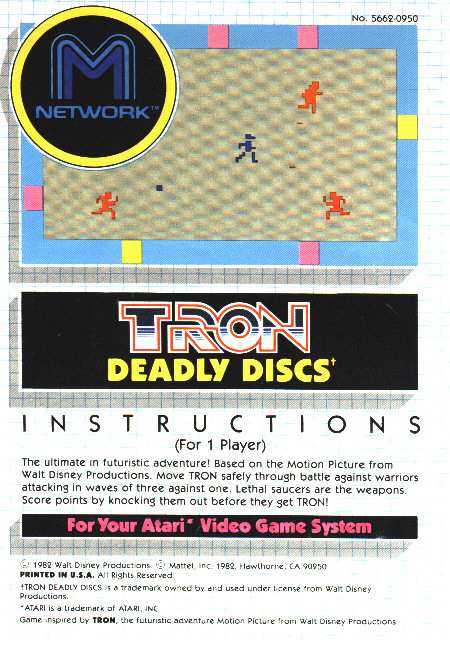 No. 5662-0950
M
NETWORK™
TRON
DEADLY DISCS†
INSTRUCTIONS
(For 1 Player)
The ultimate in futuristic adventure! Based on the Motion Picture from
Walt Disney Productions. Move TRON safely through battle against warriors
attacking in waves of three against one. Lethal saucers are the weapons.
Score points by knocking them out before they get TRON!
For Your Atari* Video Game System
© 1982 Walt Disney Productions. © Mattel, Inc. 1982. Hawthorne, CA 90250
PRINTED IN U.S.A. All Rights Reserved.
†TRON DEADLY DISCS is a trademark owned by and used under license from Walt Disney
Productions.
*ATARI is a trademark of ATARI, INC.
Game inspired by TRON, the futuristic adventure Motion Picture from Walt Disney Productions